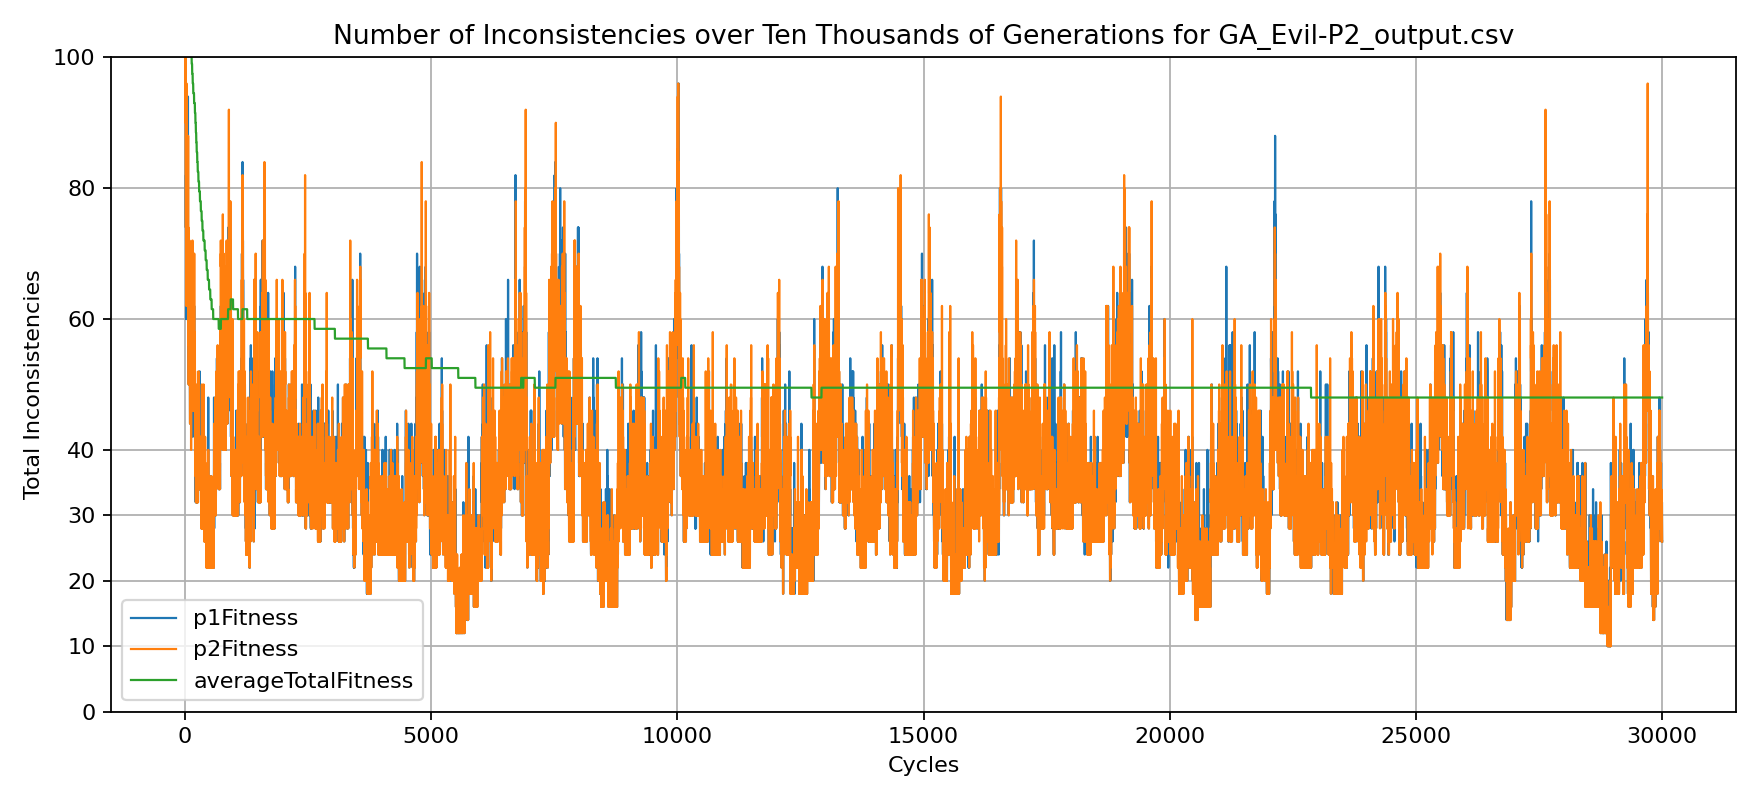 Number of Inconsistencies over Ten Thousands of Generations for GA_Evil-P2_output.csv
Total Inconsistencies
100
80
60
40
30
20
10
0
p1Fitness
p2Fitness
averageTotalFitness
0 5000 10000 15000 20000 25000 30000
Cycles